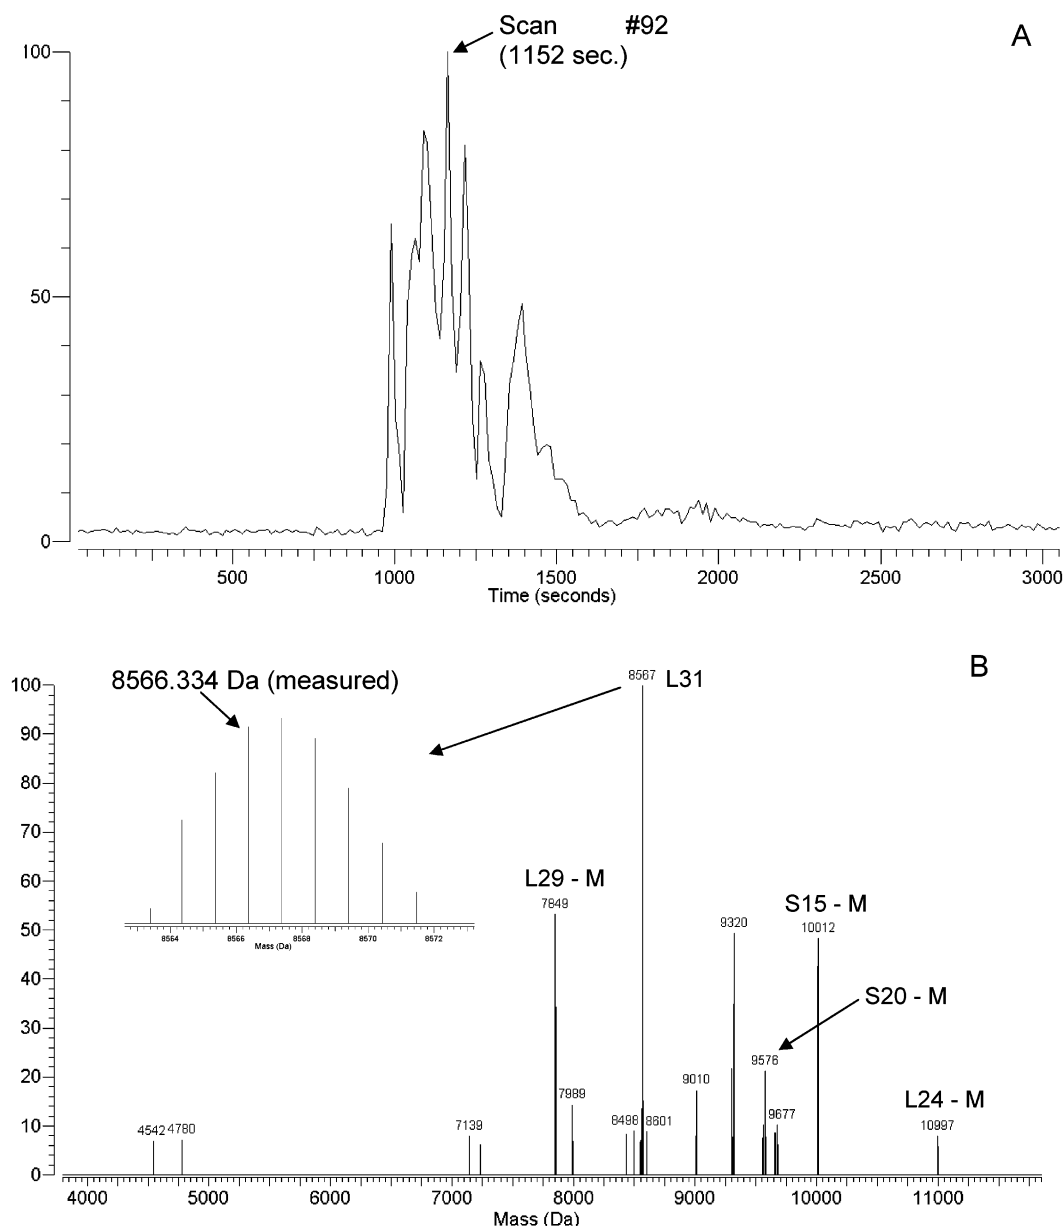 Scan #92
(1152 sec.)
A
100
50
0
500 1000 1500 2000 2500 3000
Time (seconds)
B
8566.334 Da (measured)
8567 L31
100
90
80
70
60
50
40
30
20
10
0
8564 8566 8568 8570 8572
Mass (Da)
L29 - M
7849
S15 - M
10012
9320
S20 - M
9576
9010
7989
L24 - M
10997
9677
8498 8601
7139
4542 4780
4000 5000 6000 7000 8000 9000 10000 11000
Mass (Da)